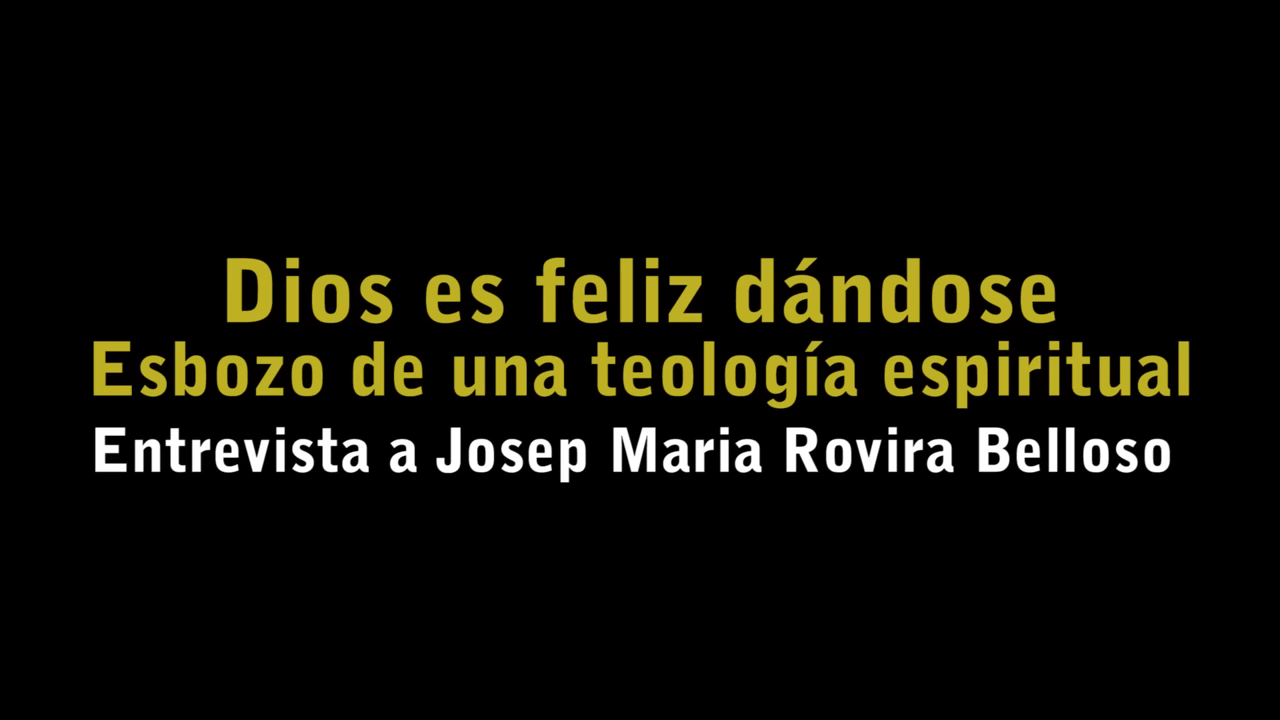 Dios es feliz dándose
Esbozo de una teología espiritual
Entrevista a Josep Maria Rovira Belloso